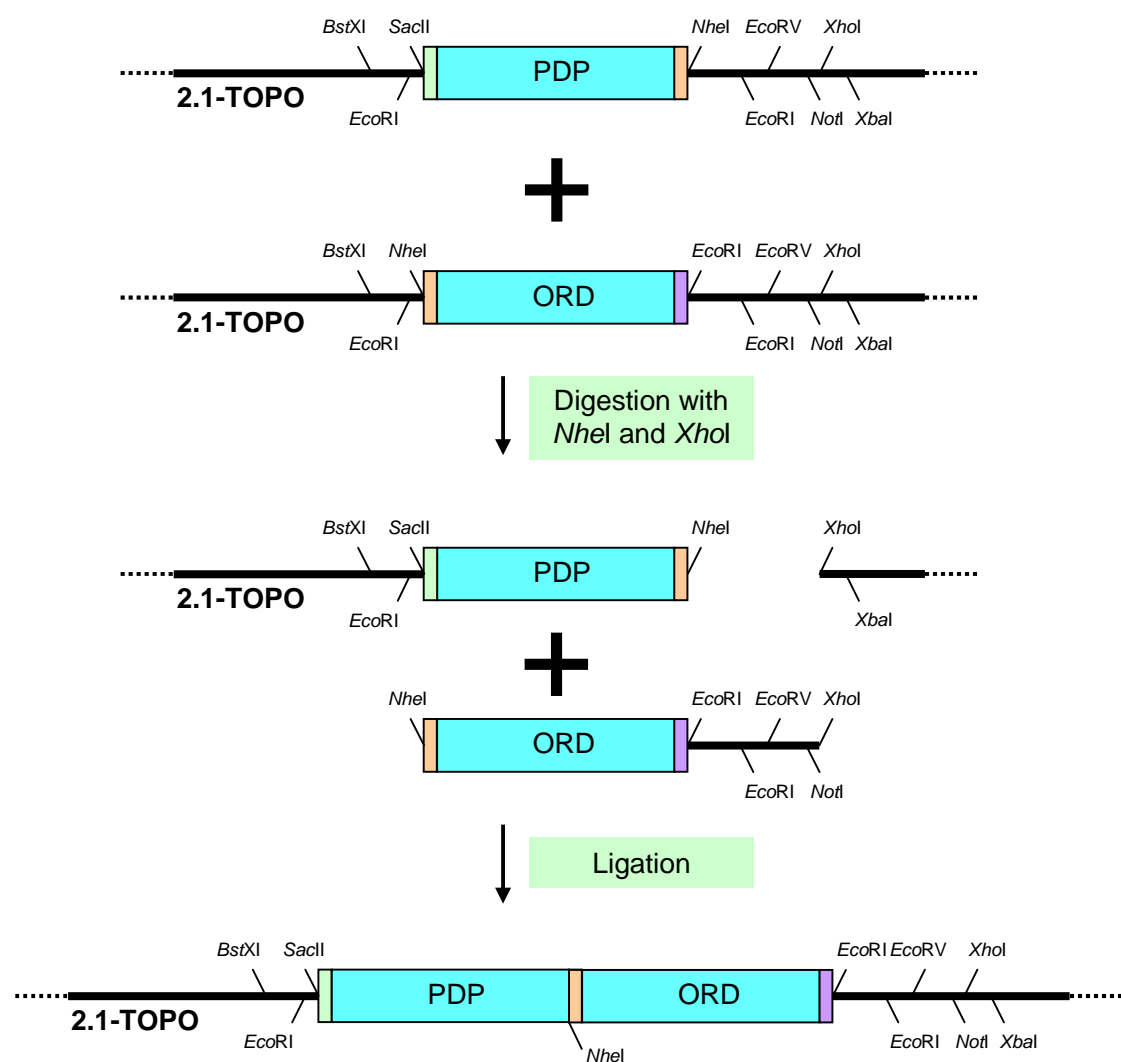 BstXI SacII NheI EcoRV XhoI
PDP
2.1-TOPO
EcoRI EcoRI NotI XbaI
BstXI NheI EcoRI EcoRV XhoI
ORD
2.1-TOPO
EcoRI EcoRI NotI XbaI
Digestion with
NheI and XhoI
BstXI SacII NheI XhoI
PDP
2.1-TOPO
EcoRI XbaI
NheI EcoRI EcoRV XhoI
ORD
EcoRI NotI
Ligation
BstXI SacII EcoRI EcoRV XhoI
PDP ORD
2.1-TOPO
EcoRI NheI EcoRI NotI XbaI